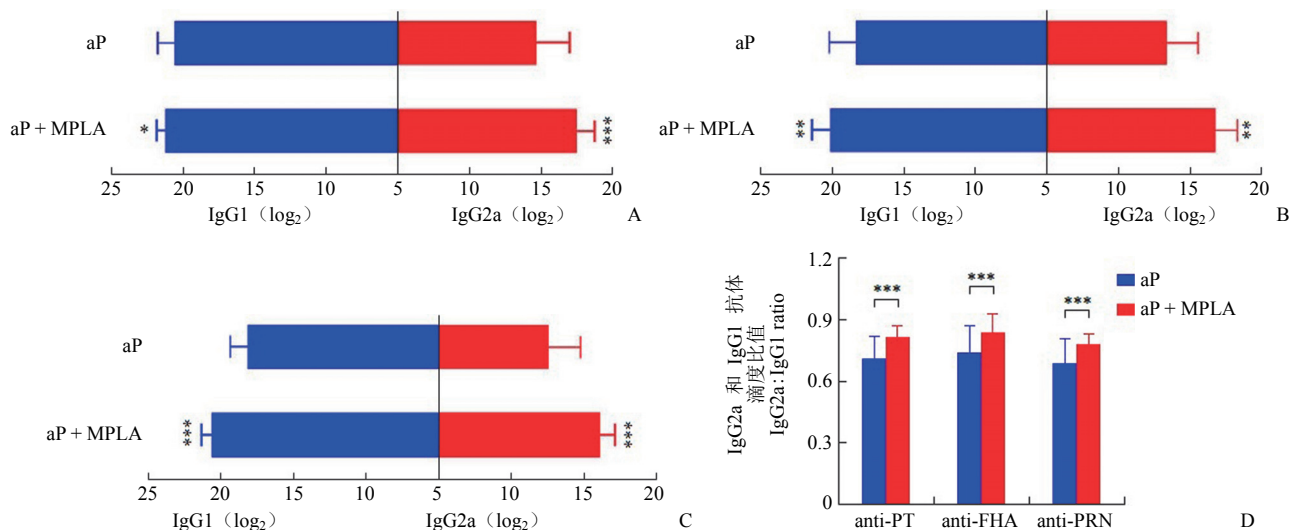 aP
aP + MPLA
*
***
25 20 15 10 5 10 15 20
IgG1（log₂） IgG2a（log₂） A
aP
aP + MPLA
**
**
25 20 15 10 5 10 15 20
IgG1（log₂） IgG2a（log₂） B
aP
aP + MPLA
***
***
25 20 15 10 5 10 15 20
IgG1（log₂） IgG2a（log₂） C
IgG2a 和 IgG1 抗体
滴度比值
IgG2a:IgG1 ratio
1.2
0.9
0.6
0.3
0
*** *** ***
aP
aP + MPLA
anti-PT anti-FHA anti-PRN D